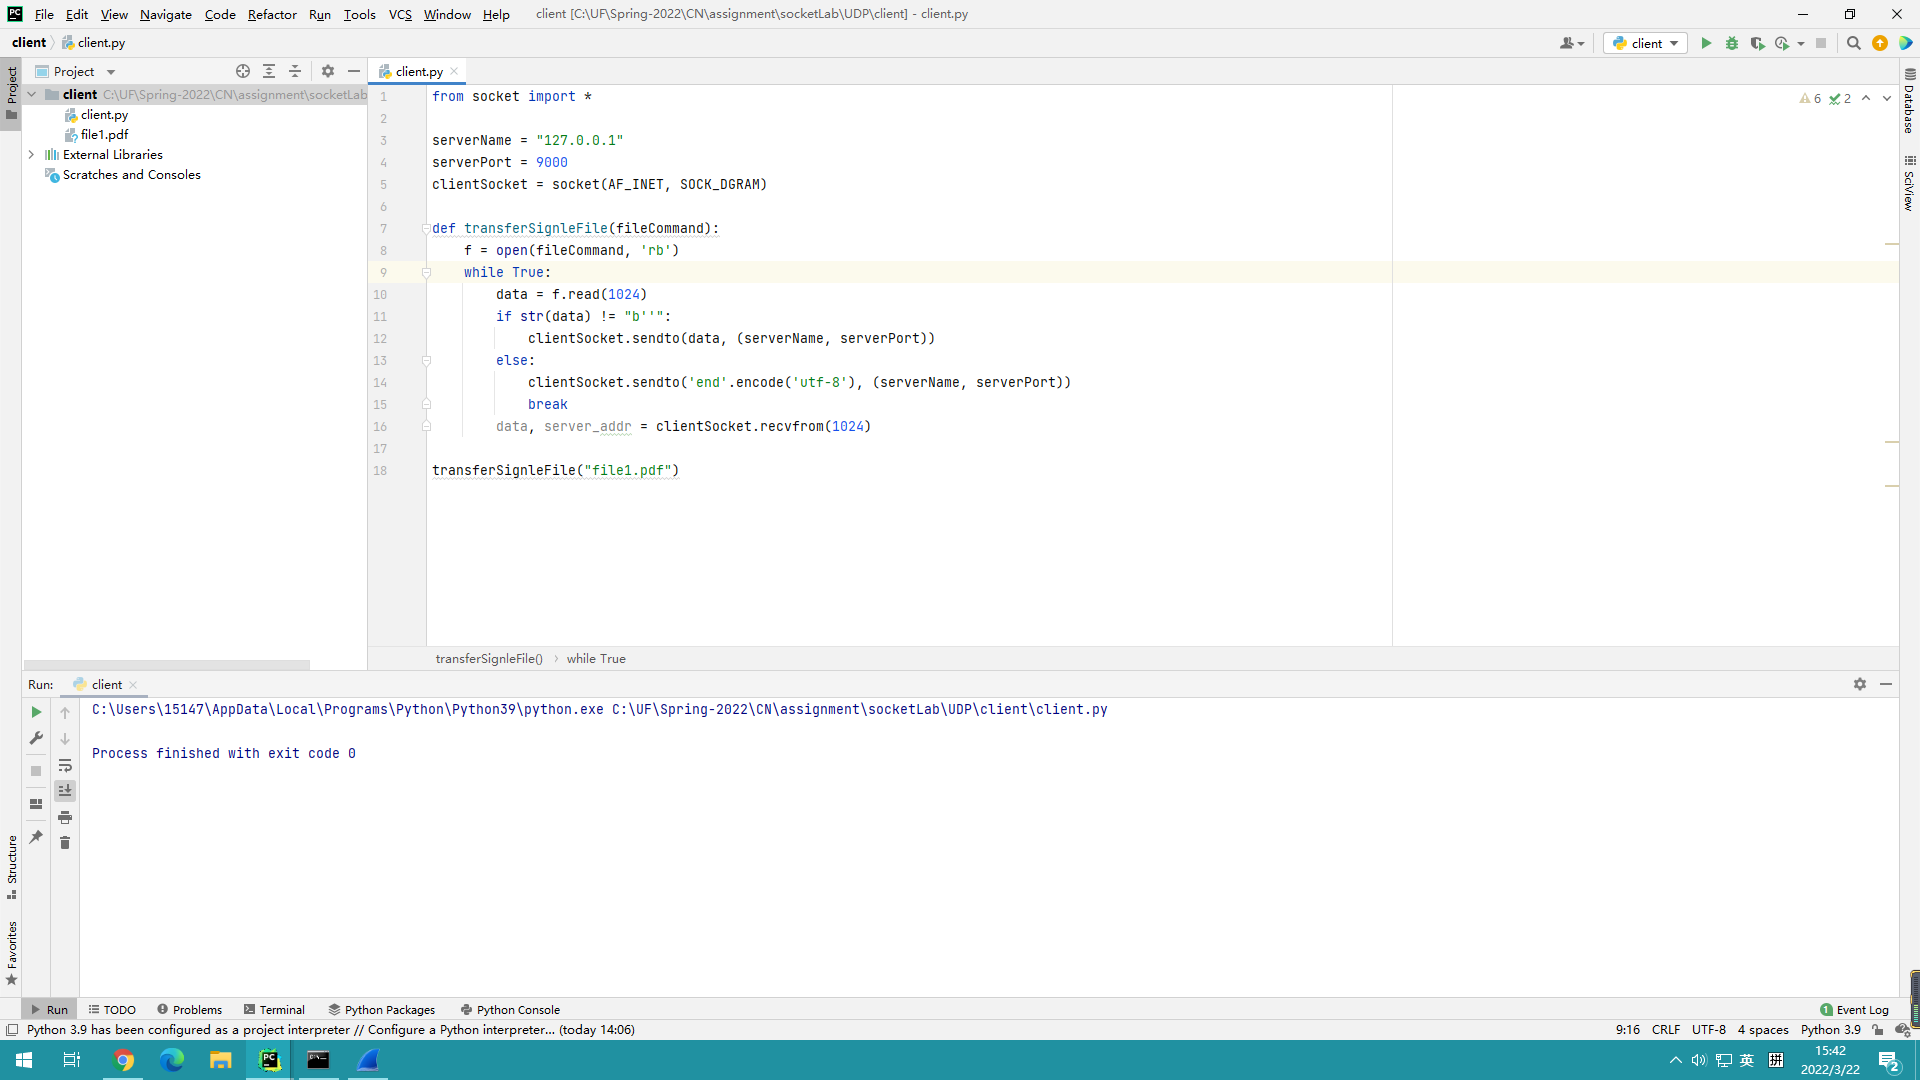 File Edit View Navigate Code Refactor Run Tools VCS Window Help client [C:\UF\Spring-2022\CN\assignment\socketLab\UDP\client] - client.py
client client.py client
Project client.py
client C:\UF\Spring-2022\CN\assignment\socketLab
client.py
file1.pdf
External Libraries
Scratches and Consoles
Project
Structure
Favorites
1 from socket import *
2
3 serverName = "127.0.0.1"
4 serverPort = 9000
5 clientSocket = socket(AF_INET, SOCK_DGRAM)
6
7 def transferSignleFile(fileCommand):
8 f = open(fileCommand, 'rb')
9 while True:
10 data = f.read(1024)
11 if str(data) != "b''":
12 clientSocket.sendto(data, (serverName, serverPort))
13 else:
14 clientSocket.sendto('end'.encode('utf-8'), (serverName, serverPort))
15 break
16 data, server_addr = clientSocket.recvfrom(1024)
17
18 transferSignleFile("file1.pdf")
6 2
Database
SciView
transferSignleFile() while True
Run: client
C:\Users\15147\AppData\Local\Programs\Python\Python39\python.exe C:\UF\Spring-2022\CN\assignment\socketLab\UDP\client\client.py
Process finished with exit code 0
Run TODO Problems Terminal Python Packages Python Console 1 Event Log
Python 3.9 has been configured as a project interpreter // Configure a Python interpreter... (today 14:06) 9:16 CRLF UTF-8 4 spaces Python 3.9
PC 英 拼 15:42
2022/3/22 2